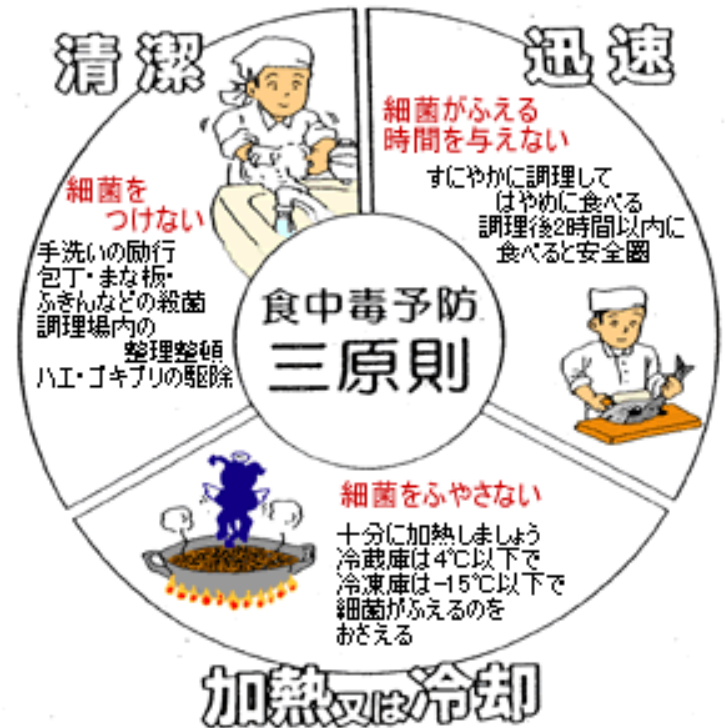 清潔
細菌を
つけない
手洗いの励行
包丁・まな板・
ふきんなどの殺菌
調理場内の
整理整頓
ハエ・ゴキブリの駆除
迅速
細菌がふえる
時間を与えない
すにやかに調理して
はやめに食べる
調理後2時間以内に
食べると安全圏
食中毒予防
三原則
細菌をふやさない
十分に加熱しましょう
冷蔵庫は4℃以下で
冷凍庫は-15℃以下で
細菌がふえるのを
おさえる
加熱又は冷却